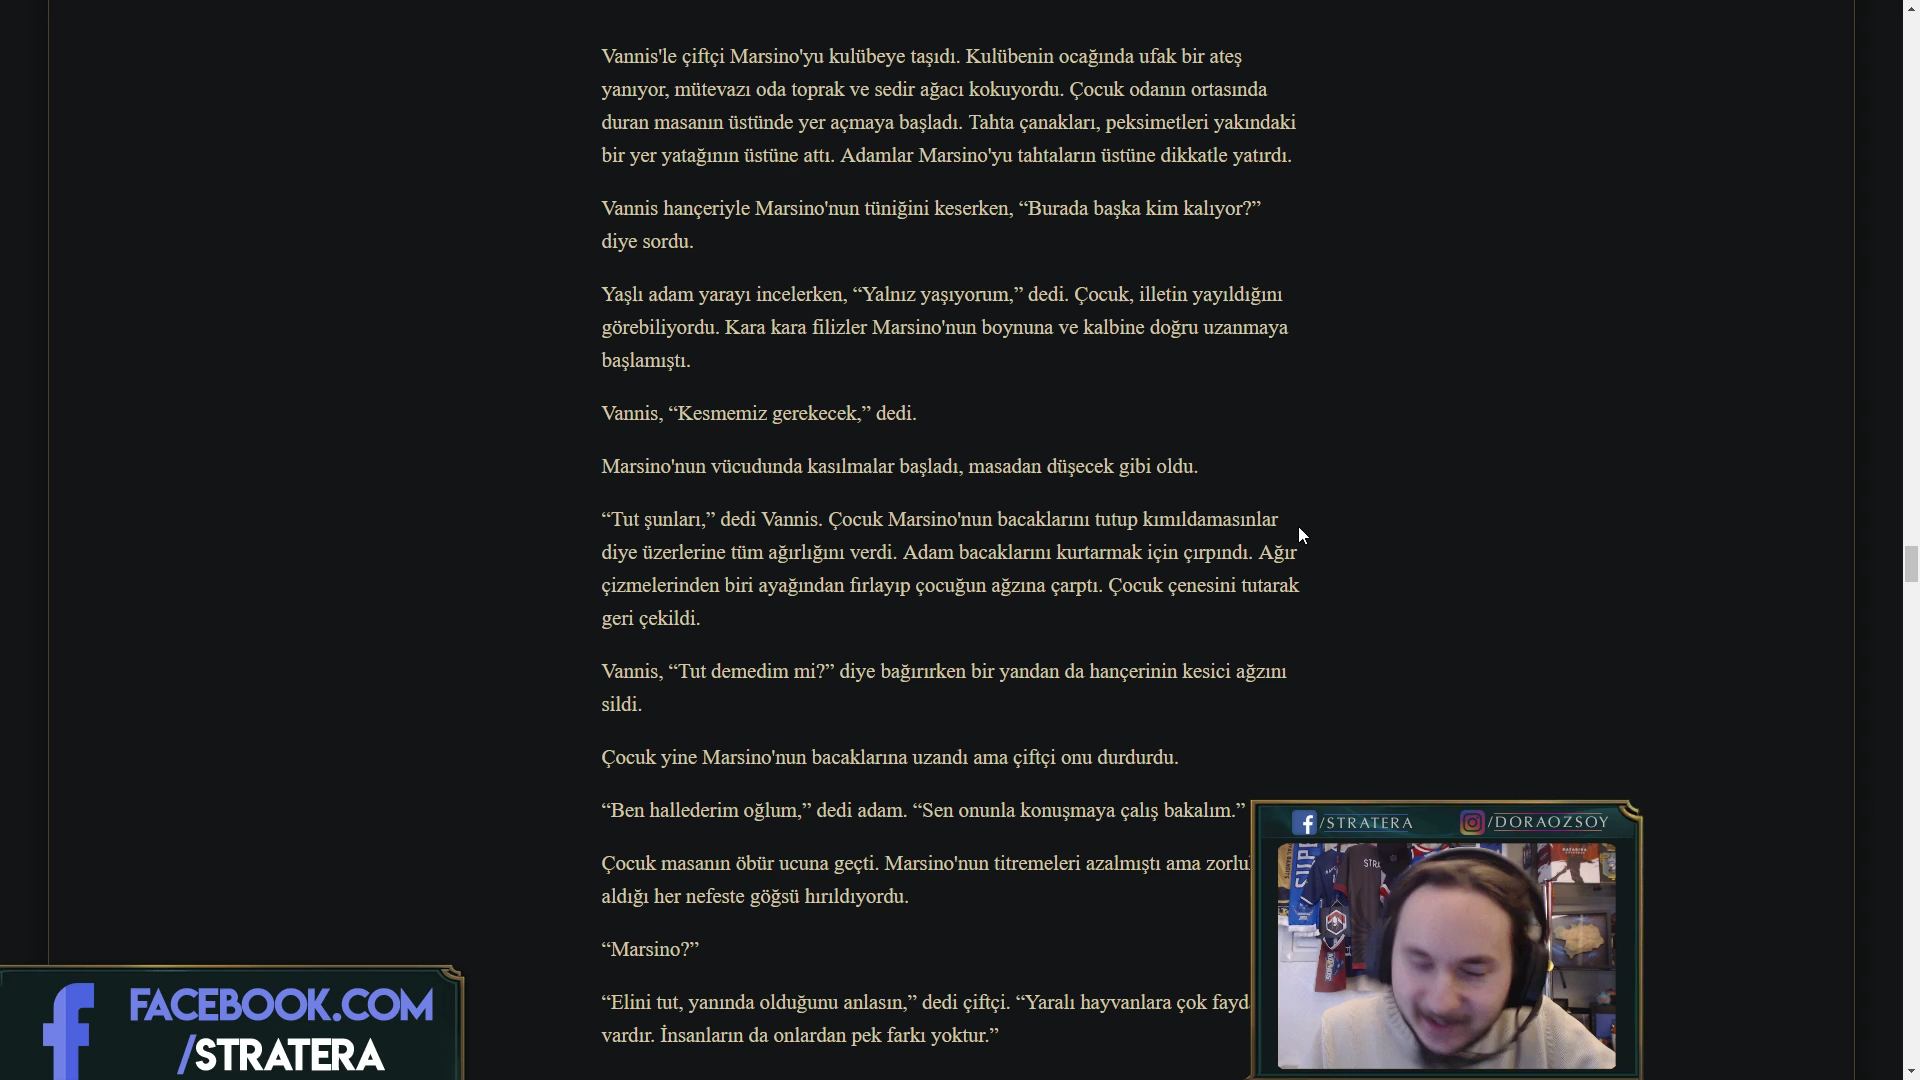 Vannis'le çiftçi Marsino'yu kulübeye taşıdı. Kulübenin ocağında ufak bir ateş
yanıyor, mütevazı oda toprak ve sedir ağacı kokuyordu. Çocuk odanın ortasında
duran masanın üstünde yer açmaya başladı. Tahta çanakları, peksimetleri yakındaki
bir yer yatağının üstüne attı. Adamlar Marsino'yu tahtaların üstüne dikkatle yatırdı.
Vannis hançeriyle Marsino'nun tüniğini keserken, “Burada başka kim kalıyor?”
diye sordu.
Yaşlı adam yarayı incelerken, “Yalnız yaşıyorum,” dedi. Çocuk, illetin yayıldığını
görebiliyordu. Kara kara filizler Marsino'nun boynuna ve kalbine doğru uzanmaya
başlamıştı.
Vannis, “Kesmemiz gerekecek,” dedi.
Marsino'nun vücudunda kasılmalar başladı, masadan düşecek gibi oldu.
“Tut şunları,” dedi Vannis. Çocuk Marsino'nun bacaklarını tutup kımıldamasınlar
diye üzerlerine tüm ağırlığını verdi. Adam bacaklarını kurtarmak için çırpındı. Ağır
çizmelerinden biri ayağından fırlayıp çocuğun ağzına çarptı. Çocuk çenesini tutarak
geri çekildi.
Vannis, “Tut demedim mi?” diye bağırırken bir yandan da hançerinin kesici ağzını
sildi.
Çocuk yine Marsino'nun bacaklarına uzandı ama çiftçi onu durdurdu.
“Ben hallederim oğlum,” dedi adam. “Sen onunla konuşmaya çalış bakalım.”
Çocuk masanın öbür ucuna geçti. Marsino'nun titremeleri azalmıştı ama
aldığı her nefeste göğsü hırıldıyordu.
“Marsino?”
“Elini tut, yanında olduğunu anlasın,” dedi çiftçi. “Yaralı hayvanlara çok
vardır. İnsanların da onlardan pek farkı yoktur.”
/STRATERA
/DORAOZSOY
FACEBOOK.COM
/STRATERA